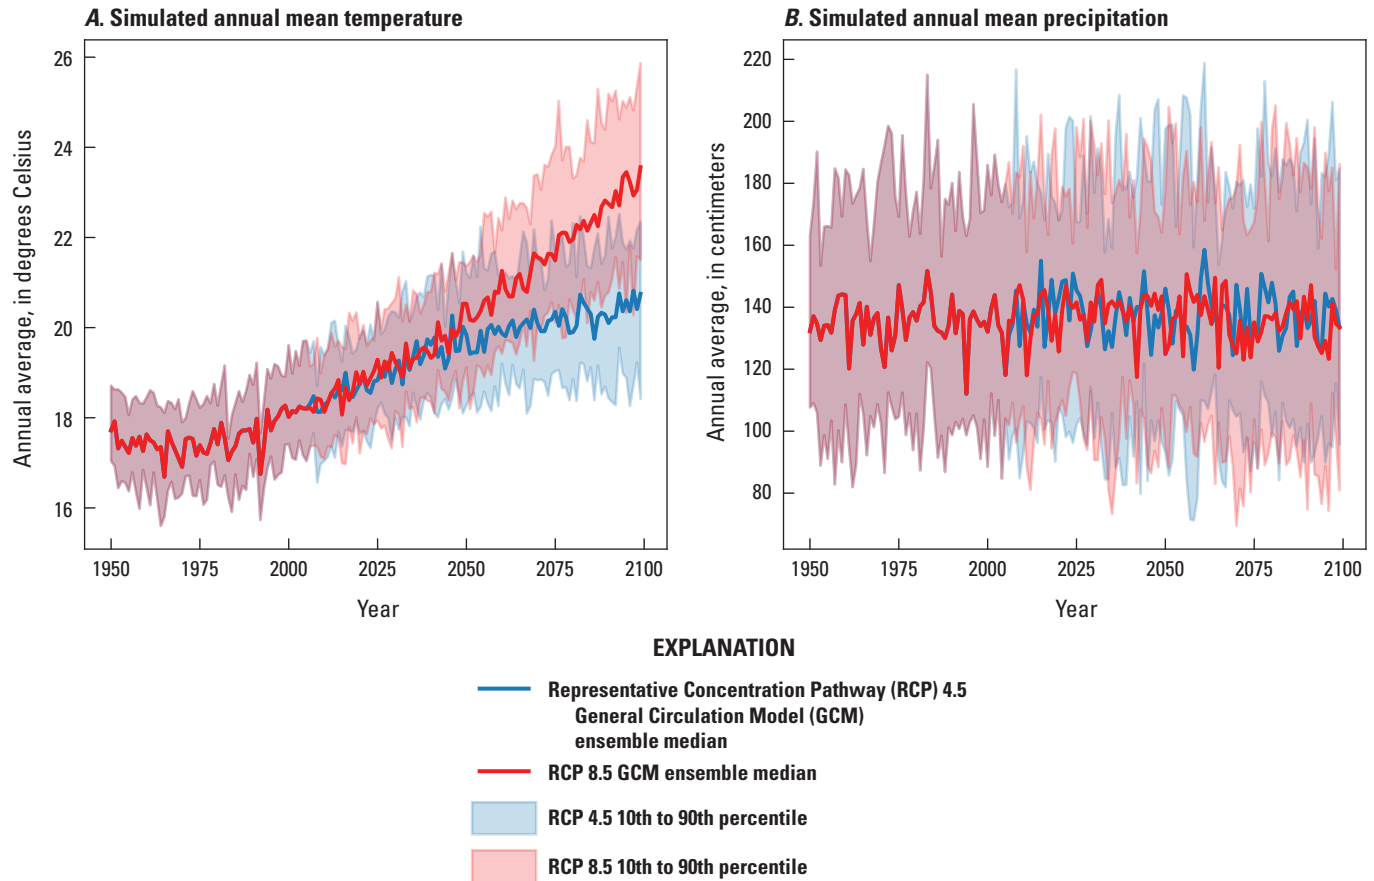 A. Simulated annual mean temperature
Annual average, in degrees Celsius
26
24
22
20
18
16
1950 1975 2000 2025 2050 2075 2100
Year
B. Simulated annual mean precipitation
Annual average, in centimeters
220
200
180
160
140
120
100
80
1950 1975 2000 2025 2050 2075 2100
Year
EXPLANATION
Representative Concentration Pathway (RCP) 4.5
General Circulation Model (GCM)
ensemble median
RCP 8.5 GCM ensemble median
RCP 4.5 10th to 90th percentile
RCP 8.5 10th to 90th percentile